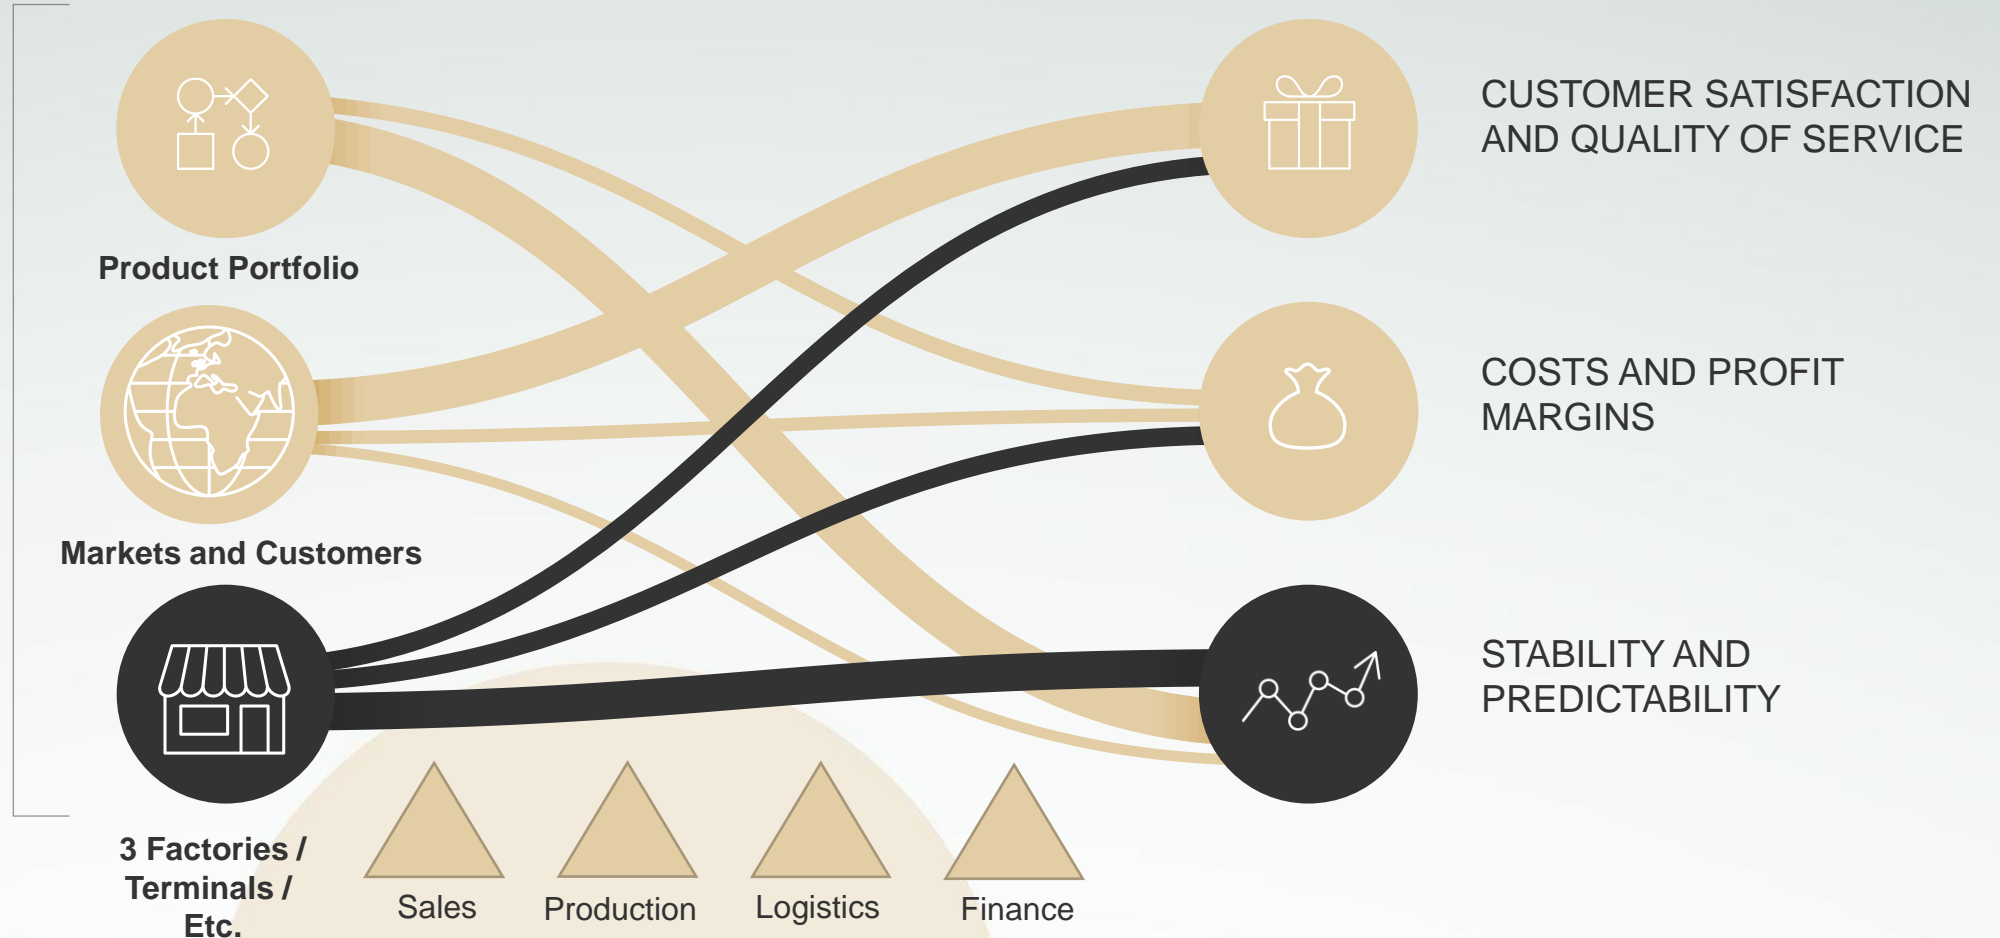 CUSTOMER SATISFACTION
AND QUALITY OF SERVICE
Product Portfolio
COSTS AND PROFIT
MARGINS
Markets and Customers
STABILITY AND
PREDICTABILITY
3 Factories /
Terminals /
Etc.
Sales
Production
Logistics
Finance